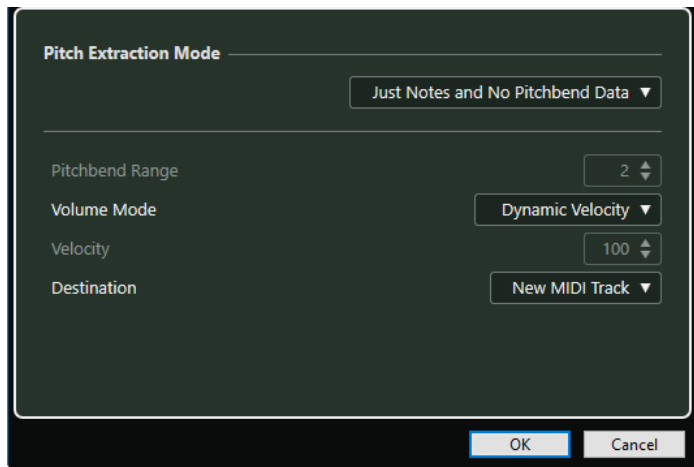 Pitch Extraction Mode
Just Notes and No Pitchbend Data
Pitchbend Range 2
Volume Mode Dynamic Velocity
Velocity 100
Destination New MIDI Track
OK Cancel